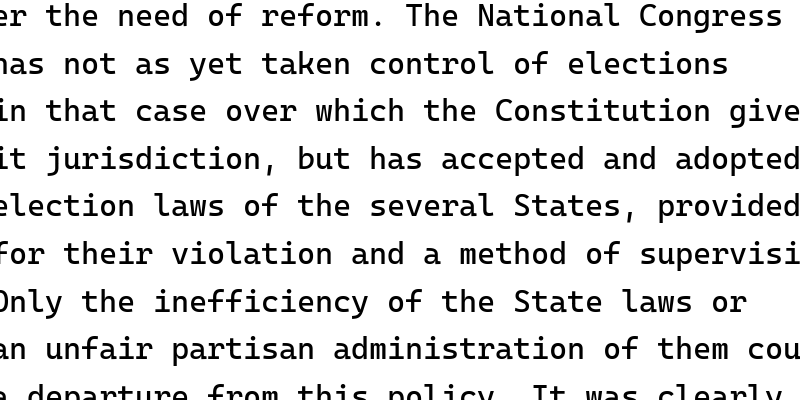 er the need of reform. The National Congress
has not as yet taken control of elections
in that case over which the Constitution give
it jurisdiction, but has accepted and adopted
election laws of the several States, provided
for their violation and a method of supervisi
Only the inefficiency of the State laws or
an unfair partisan administration of them cou
departure from this policy. It was clearly